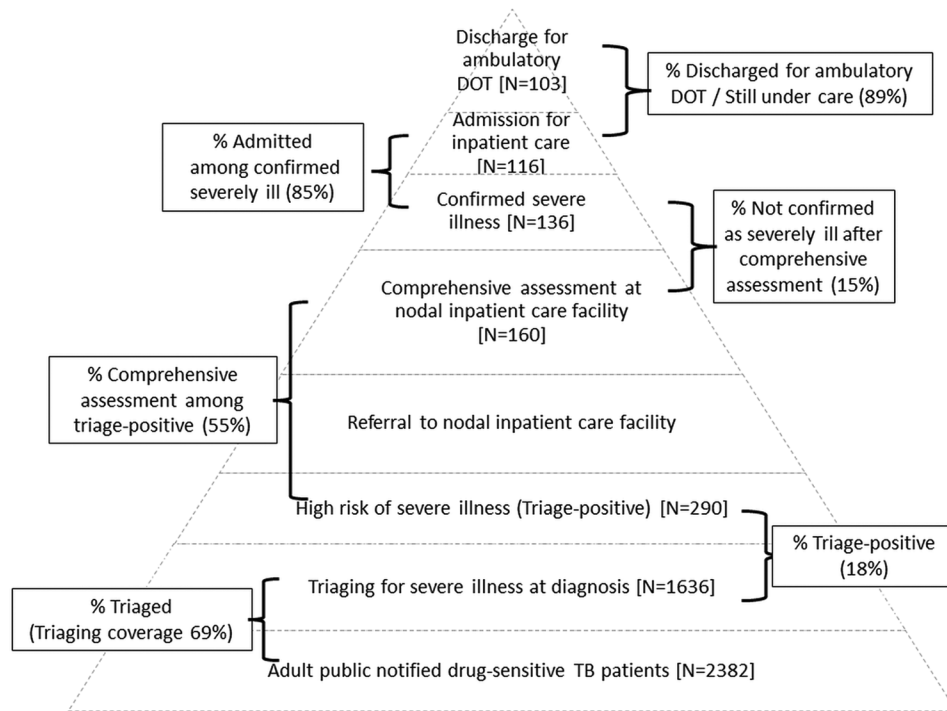 Discharge for
ambulatory
DOT [N=103]
% Discharged for ambulatory
DOT / Still under care (89%)
Admission for
inpatient care
[N=116]
% Admitted
among confirmed
severely ill (85%)
Confirmed severe
illness [N=136]
% Not confirmed
as severely ill after
comprehensive
assessment (15%)
Comprehensive assessment at
nodal inpatient care facility
[N=160]
% Comprehensive
assessment among
triage-positive (55%)
Referral to nodal inpatient care facility
High risk of severe illness (Triage-positive) [N=290]
% Triage-positive
(18%)
Triaging for severe illness at diagnosis [N=1636]
% Triaged
(Triaging coverage 69%)
Adult public notified drug-sensitive TB patients [N=2382]